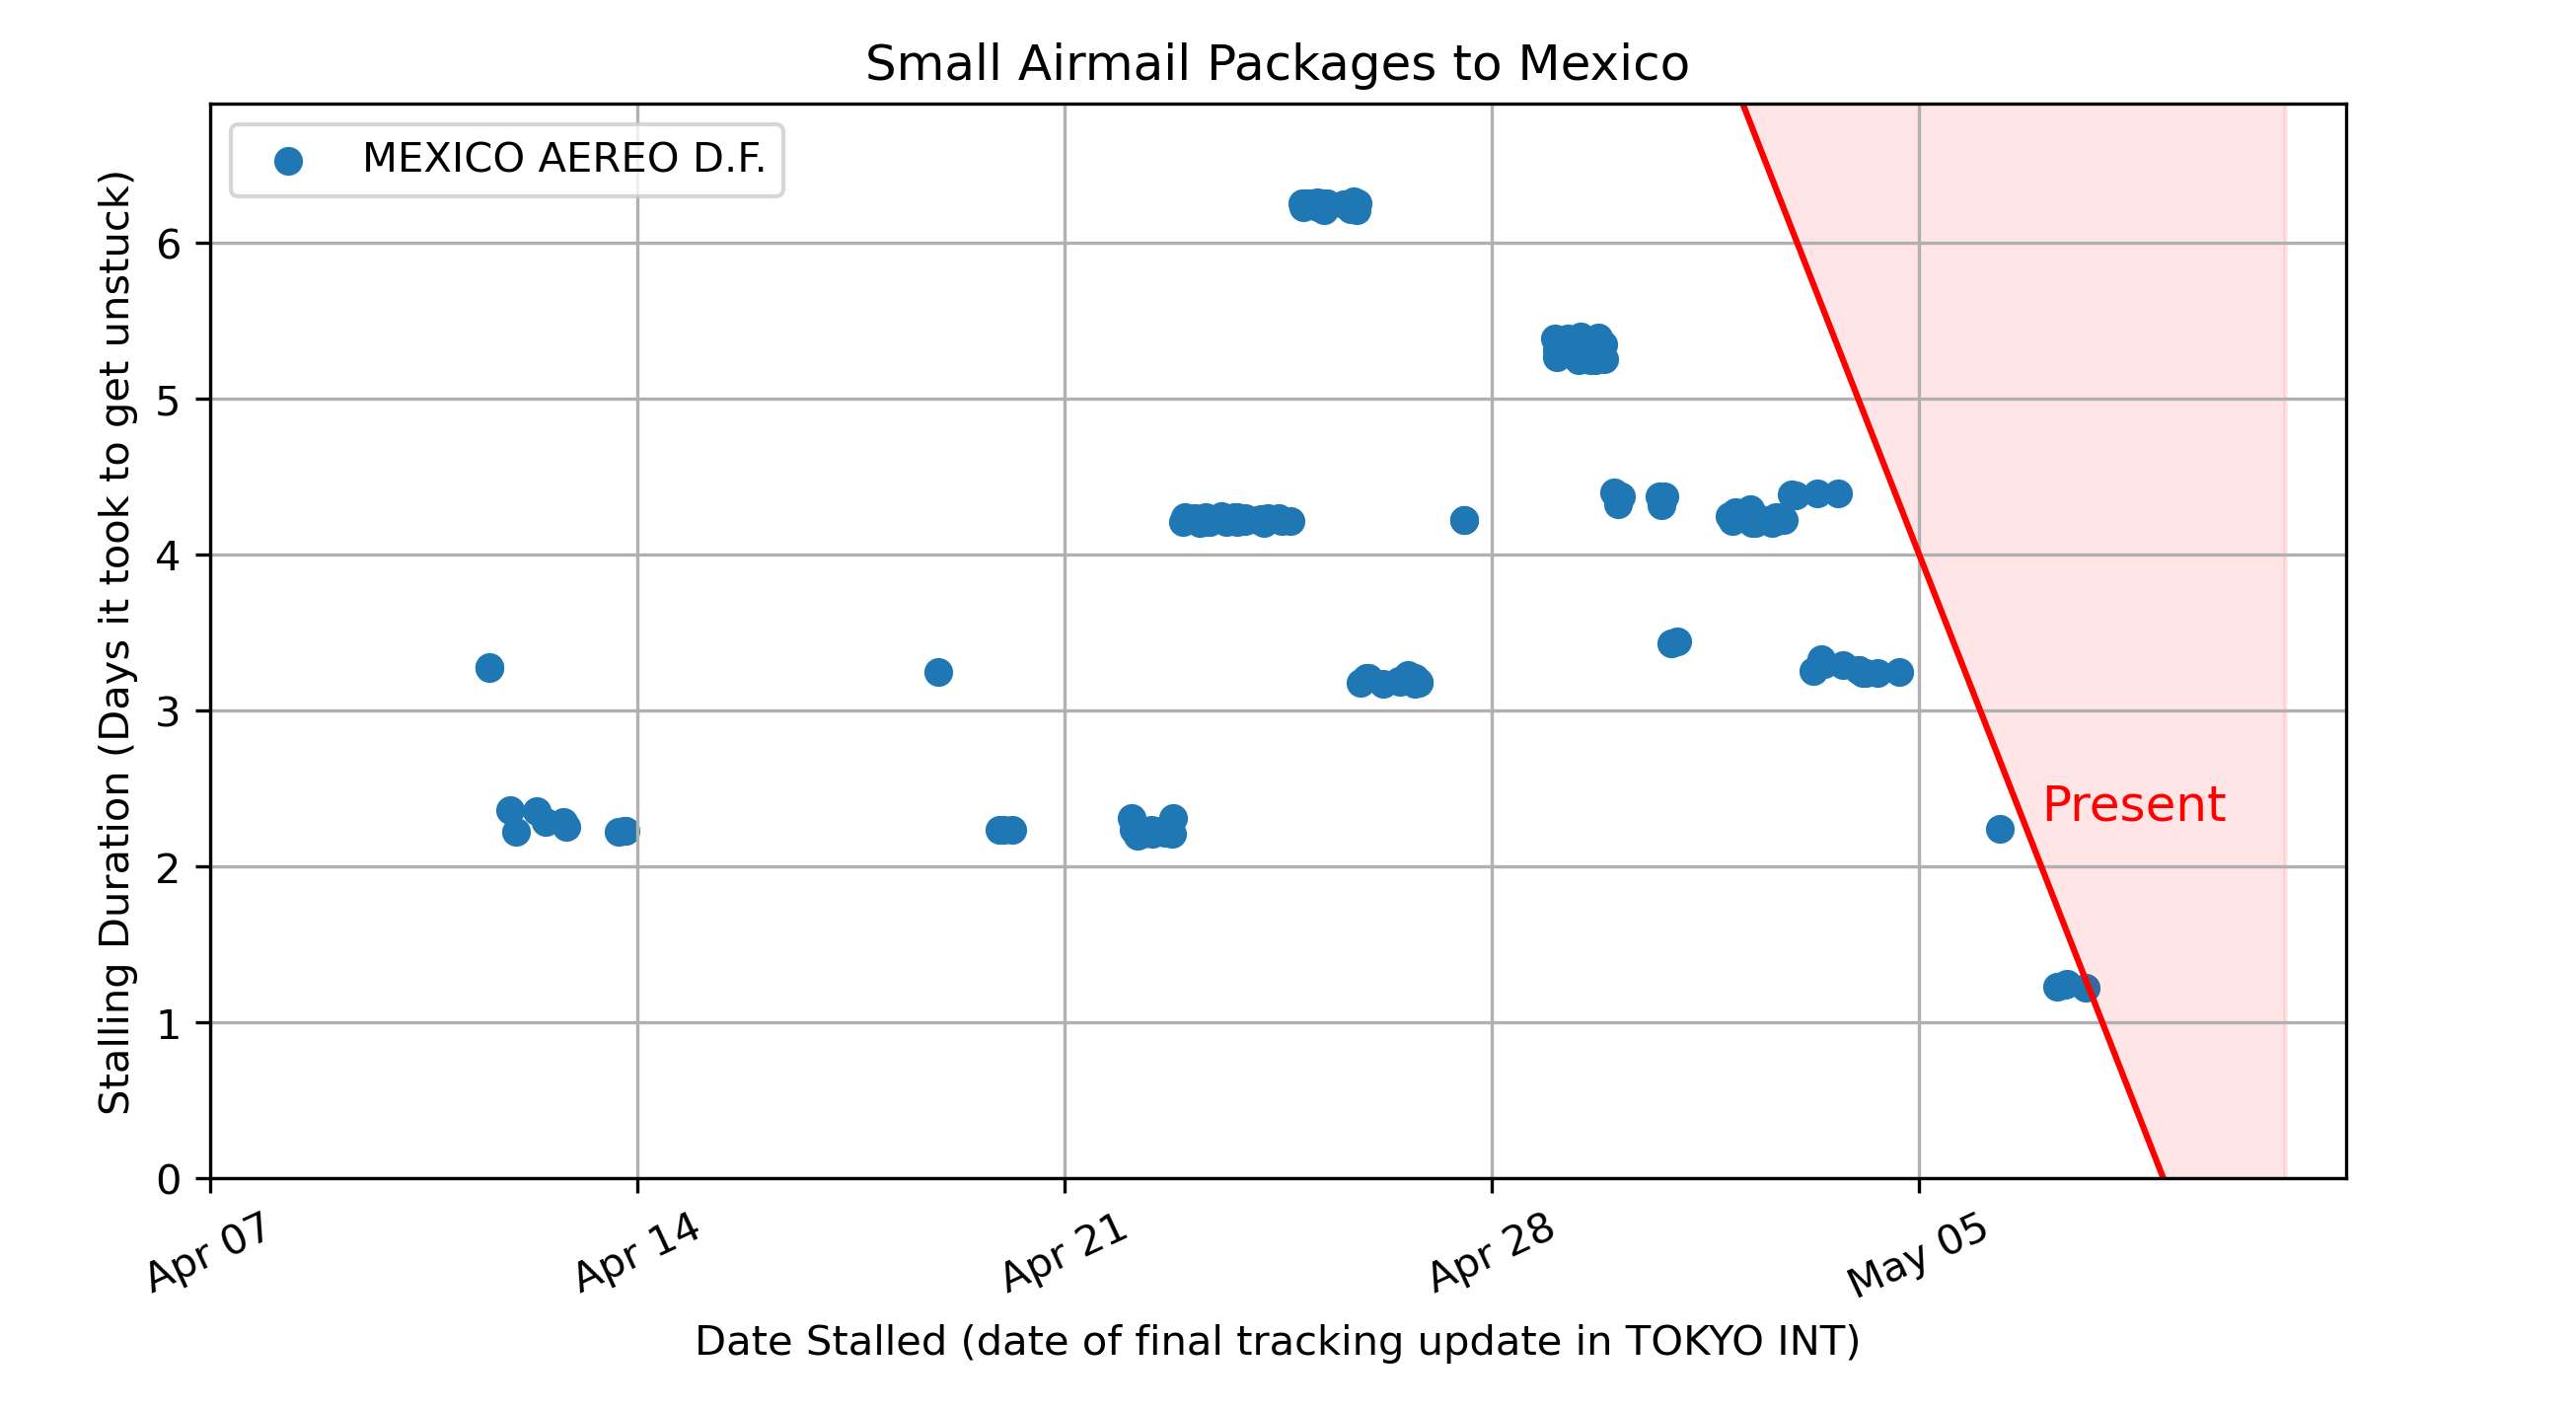 Small Airmail Packages to Mexico
MEXICO AEREO D.F.
Stalling Duration (Days it took to get unstuck)
6
5
4
3
2
1
0
Present
Apr 07
Apr 14
Apr 21
Apr 28
May 05
Date Stalled (date of final tracking update in TOKYO INT)